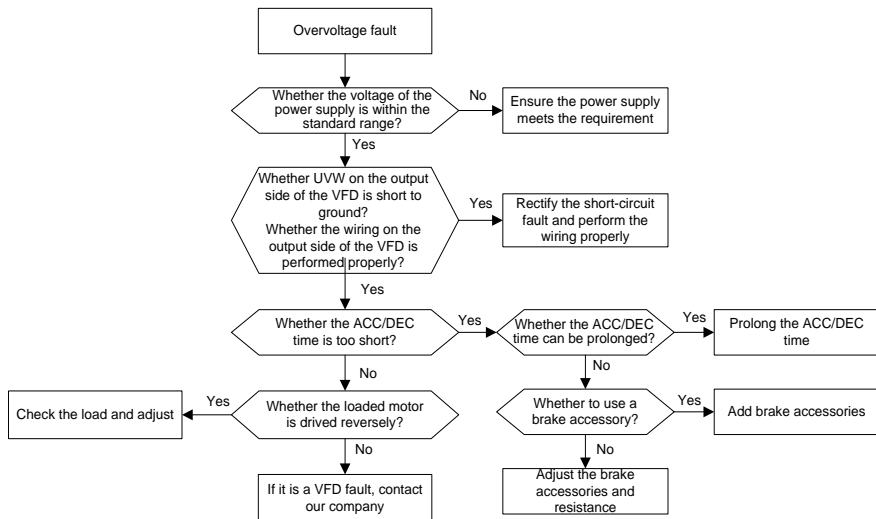 Overvoltage fault
Whether the voltage of the
power supply is within the
standard range?
No
Ensure the power supply
meets the requirement
Yes
Whether UVW on the output
side of the VFD is short to
ground?
Whether the wiring on the
output side of the VFD is
performed properly?
Yes
Rectify the short-circuit
fault and perform the
wiring properly
Yes
Whether the ACC/DEC
time is too short?
Yes
Whether the ACC/DEC
time can be prolonged?
Yes
Prolong the ACC/DEC
time
No
No
Check the load and adjust
Yes
Whether the loaded motor
is drived reversely?
Whether to use a
brake accessory?
Yes
Add brake accessories
No
No
If it is a VFD fault, contact
our company
Adjust the brake
accessories and
resistance